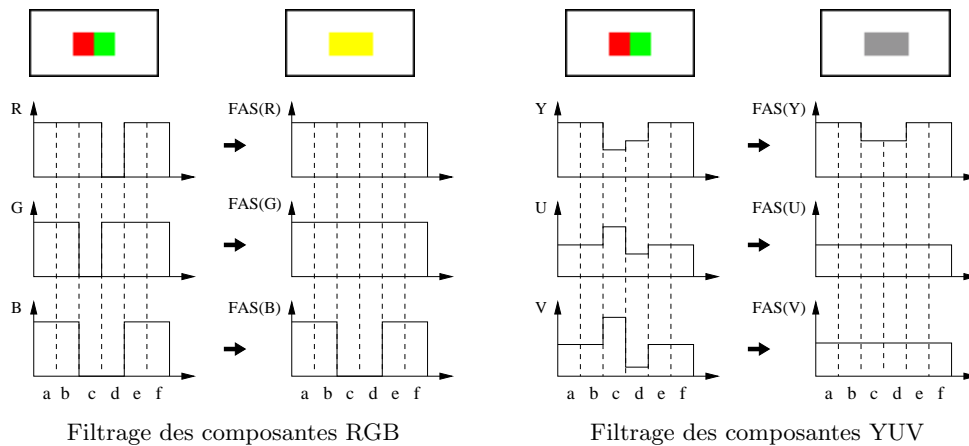 R
FAS(R)
G
FAS(G)
B
FAS(B)
a b c d e f
a b c d e f
Filtrage des composantes RGB
Y
FAS(Y)
U
FAS(U)
V
FAS(V)
a b c d e f
a b c d e f
Filtrage des composantes YUV